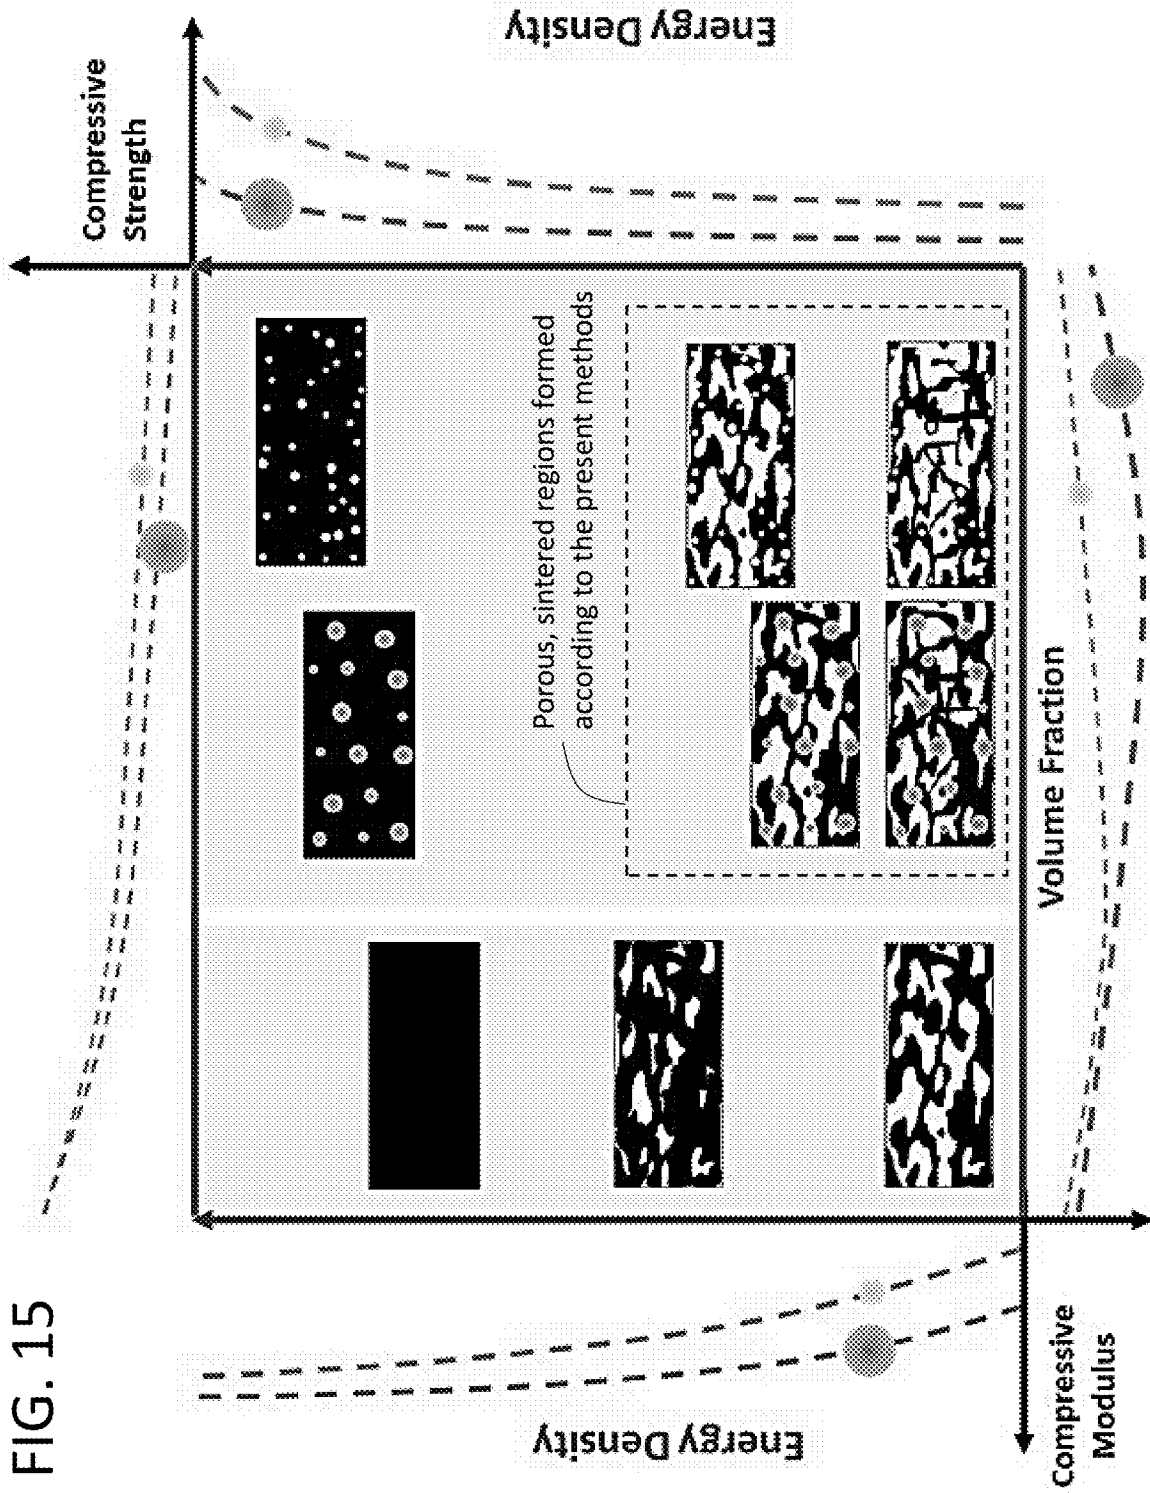 FIG. 15
Compressive
Strength
Energy Density
Porous, sintered regions formed
according to the present methods
Volume Fraction
Energy Density
Compressive
Modulus